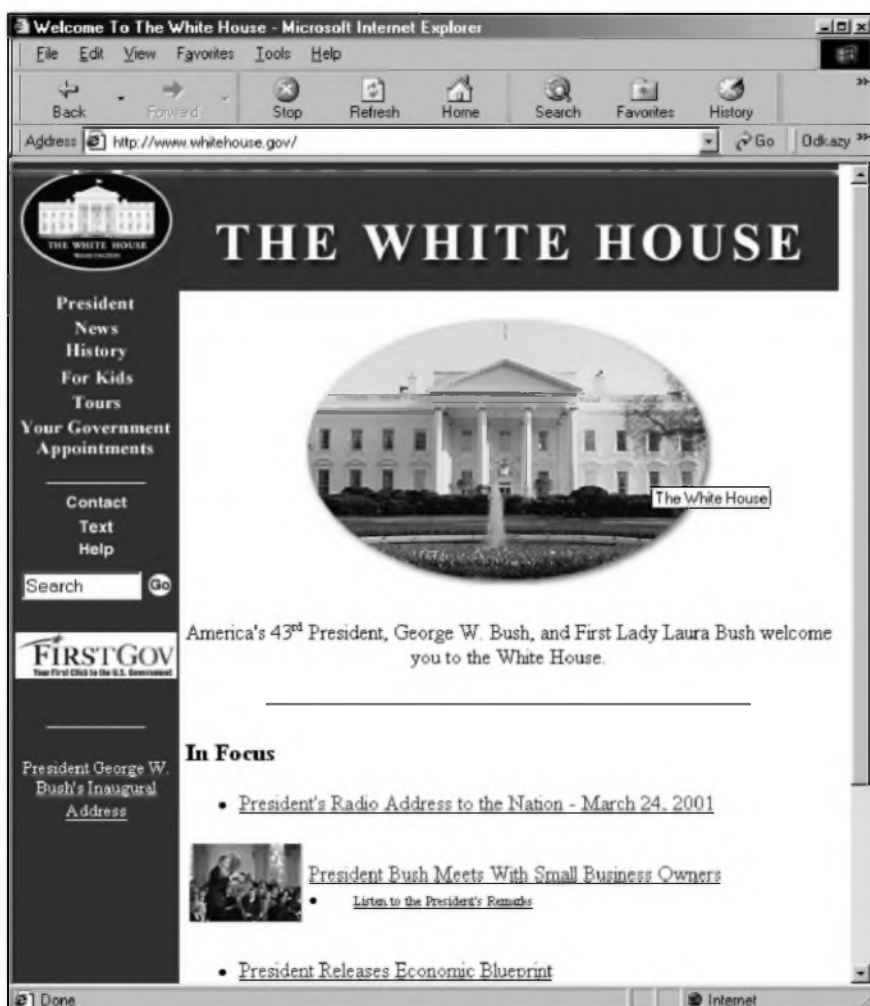 Welcome To The White House - Microsoft Internet Explorer
File Edit View Favorites Tools Help
Back Forward Stop Refresh Home Search Favorites History »
Address http://www.whitehouse.gov/ Go Odkazy »
THE WHITE HOUSE
WASHINGTON
THE WHITE HOUSE
President
News
History
For Kids
Tours
Your Government
Appointments
Contact
Text
Help
Search Go
FIRSTGOV
Your First Click to the U.S. Government
President George W.
Bush's Inaugural
Address
The White House
America's 43rd President, George W. Bush, and First Lady Laura Bush welcome
you to the White House.
In Focus
• President's Radio Address to the Nation - March 24, 2001
President Bush Meets With Small Business Owners
• Listen to the President's Remarks
• President Releases Economic Blueprint
Done Internet